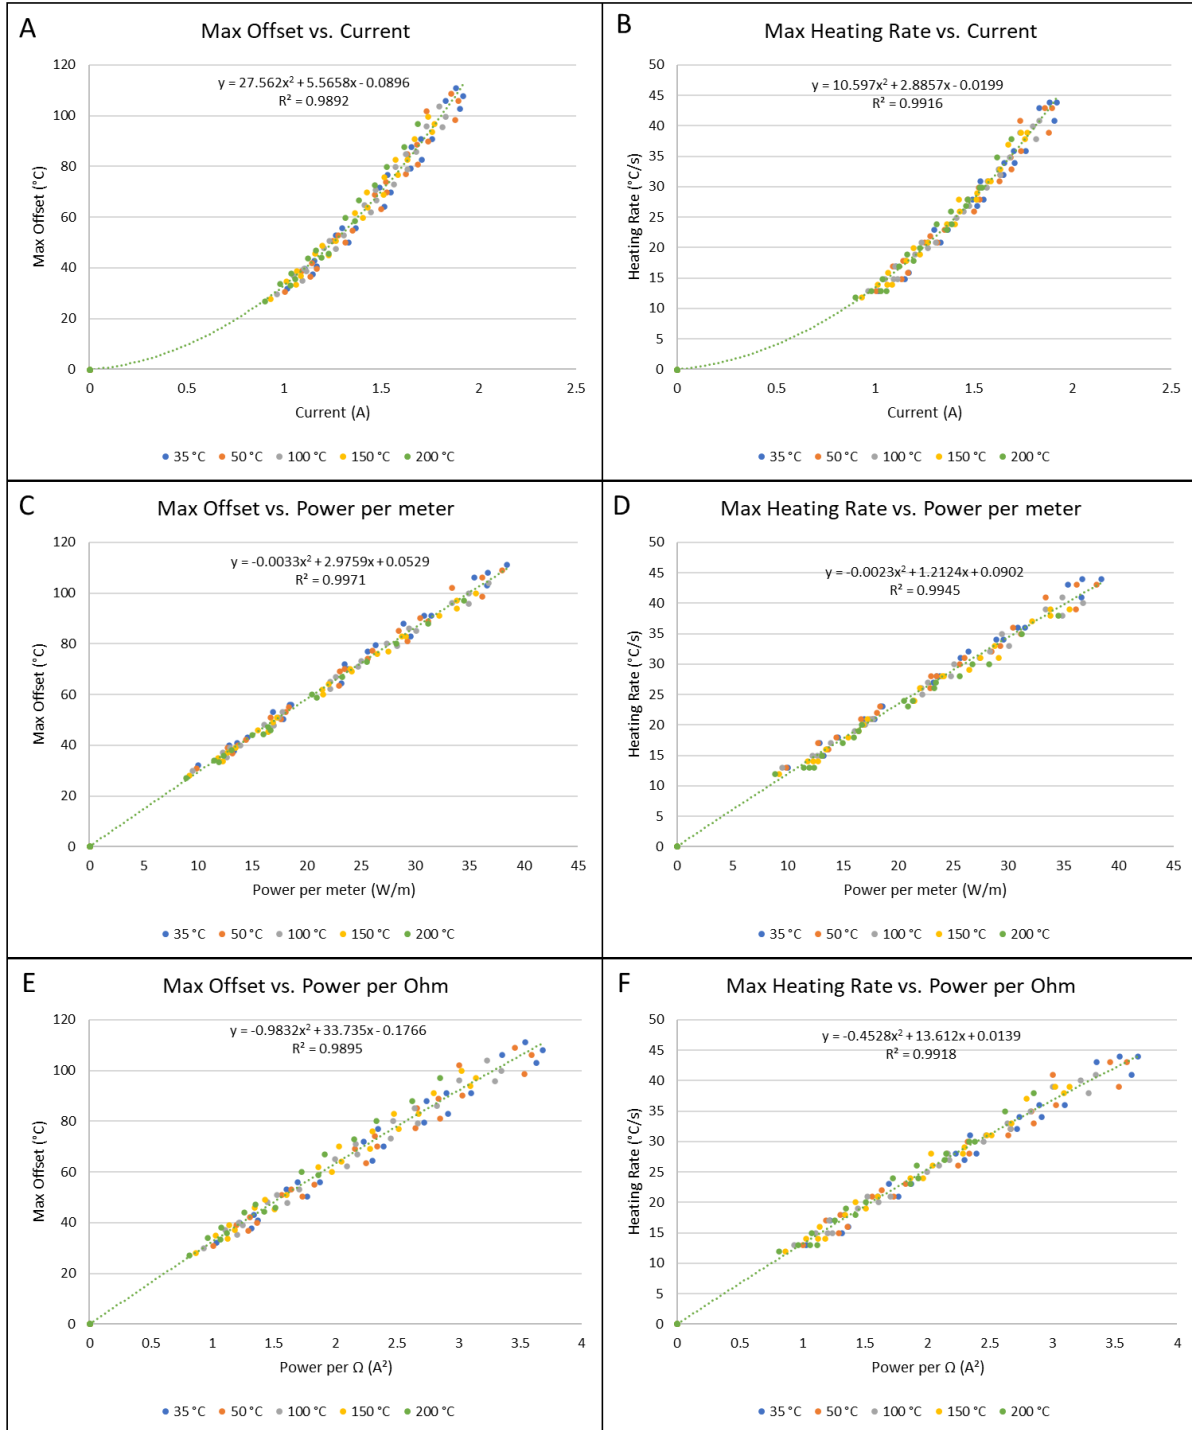 A
Max Offset vs. Current
y = 27.562x² + 5.5658x - 0.0896
R² = 0.9892
Max Offset (°C)
120
100
80
60
40
20
0
0 0.5 1 1.5 2 2.5
Current (A)
35 °C 50 °C 100 °C 150 °C 200 °C
B
Max Heating Rate vs. Current
y = 10.597x² + 2.8857x - 0.0199
R² = 0.9916
Heating Rate (°C/s)
50
45
40
35
30
25
20
15
10
5
0
0 0.5 1 1.5 2 2.5
Current (A)
35 °C 50 °C 100 °C 150 °C 200 °C
C
Max Offset vs. Power per meter
y = -0.0033x² + 2.9759x + 0.0529
R² = 0.9971
Max Offset (°C)
120
100
80
60
40
20
0
0 5 10 15 20 25 30 35 40 45
Power per meter (W/m)
35 °C 50 °C 100 °C 150 °C 200 °C
D
Max Heating Rate vs. Power per meter
y = -0.0023x² + 1.2124x + 0.0902
R² = 0.9945
Heating Rate (°C/s)
50
45
40
35
30
25
20
15
10
5
0
0 5 10 15 20 25 30 35 40 45
Power per meter (W/m)
35 °C 50 °C 100 °C 150 °C 200 °C
E
Max Offset vs. Power per Ohm
y = -0.9832x² + 33.735x - 0.1766
R² = 0.9895
Max Offset (°C)
120
100
80
60
40
20
0
0 0.5 1 1.5 2 2.5 3 3.5 4
Power per Ω (A²)
35 °C 50 °C 100 °C 150 °C 200 °C
F
Max Heating Rate vs. Power per Ohm
y = -0.4528x² + 13.612x + 0.0139
R² = 0.9918
Heating Rate (°C/s)
50
45
40
35
30
25
20
15
10
5
0
0 0.5 1 1.5 2 2.5 3 3.5 4
Power per Ω (A²)
35 °C 50 °C 100 °C 150 °C 200 °C